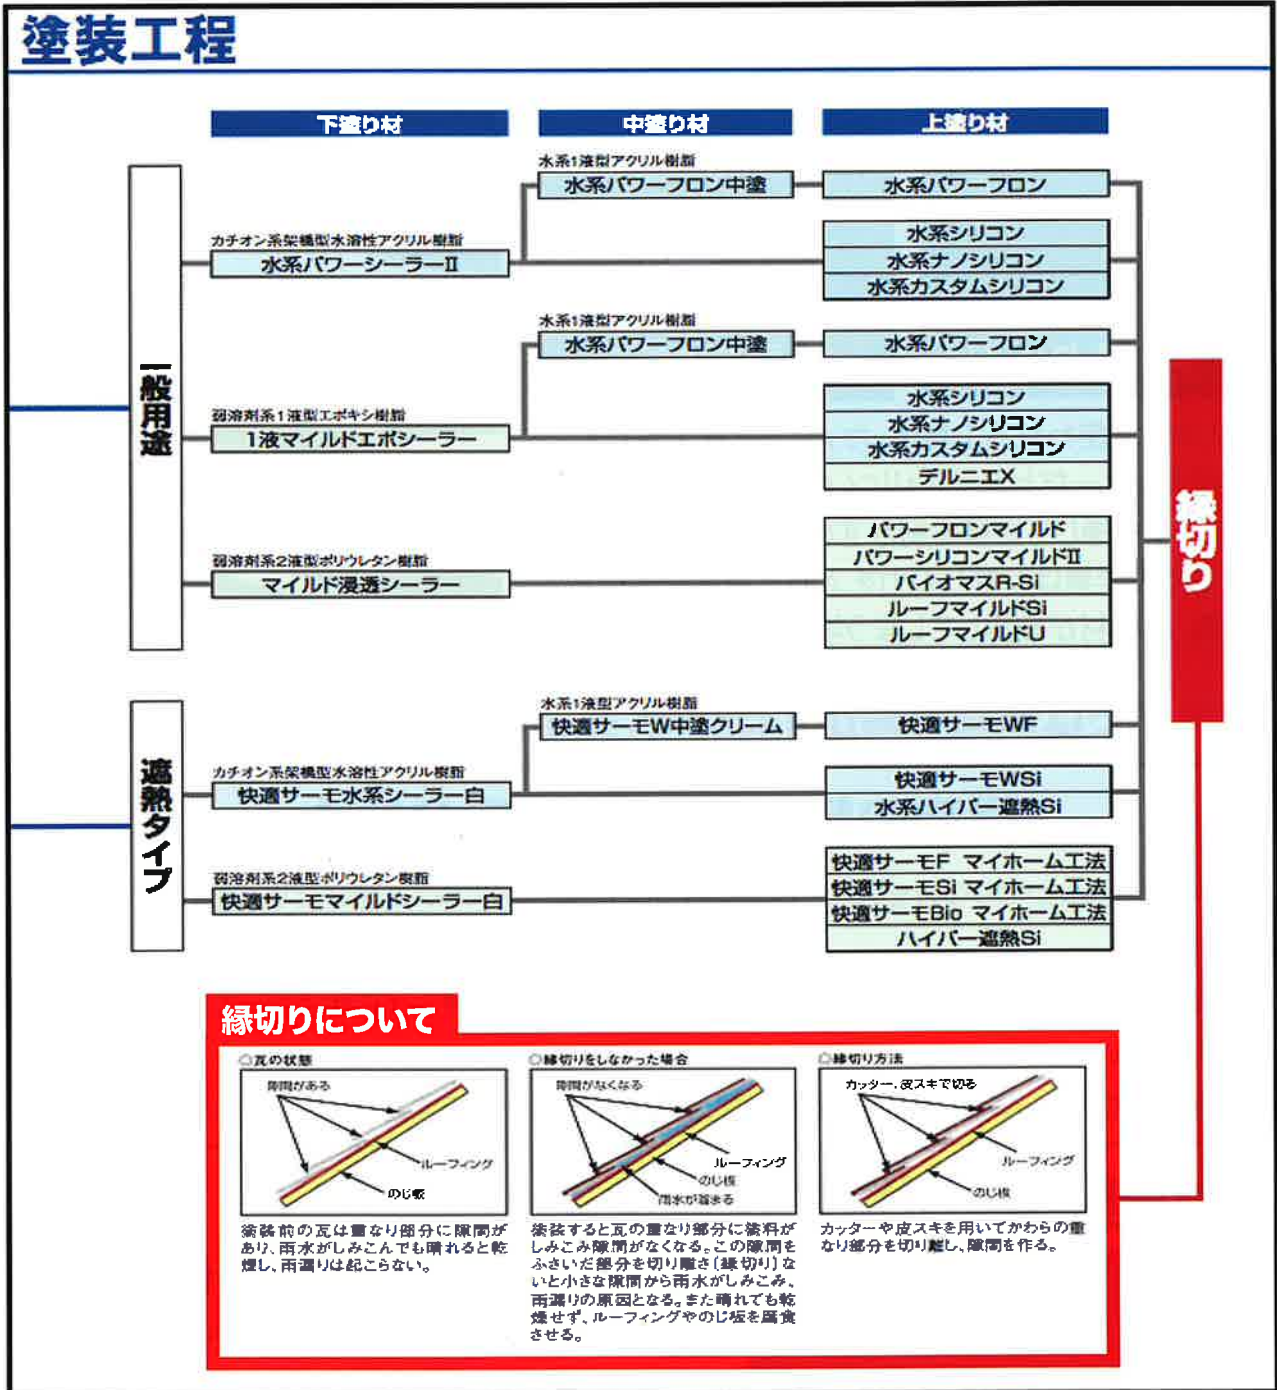 塗装工程
下塗り材
中塗り材
上塗り材
一般用途
水系1液型アクリル樹脂
水系パワーフロン中塗
水系パワーフロン
カチオン系架橋型水溶性アクリル樹脂
水系パワーシーラーⅡ
水系シリコン
水系ナノシリコン
水系カスタムシリコン
水系1液型アクリル樹脂
水系パワーフロン中塗
水系パワーフロン
弱溶剤系1液型エポキシ樹脂
1液マイルドエポシーラー
水系シリコン
水系ナノシリコン
水系カスタムシリコン
デルニエX
弱溶剤系2液型ポリウレタン樹脂
マイルド浸透シーラー
パワーフロンマイルド
パワーシリコンマイルドⅡ
バイオマスR-Si
ルーフマイルドSi
ルーフマイルドU
縁切り
遮熱タイプ
水系1液型アクリル樹脂
快適サーモW中塗クリーム
快適サーモWF
カチオン系架橋型水溶性アクリル樹脂
快適サーモ水系シーラー白
快適サーモWSi
水系ハイパー遮熱Si
弱溶剤系2液型ポリウレタン樹脂
快適サーモマイルドシーラー白
快適サーモF マイホーム工法
快適サーモSi マイホーム工法
快適サーモBio マイホーム工法
ハイパー遮熱Si
縁切りについて
○瓦の状態
隙間がある
ルーフィング
のじ板
塗装前の瓦は重なり部分に隙間が
あり、雨水がしみこんでも晴れると乾
燥し、雨漏りは起こらない。
○縁切りをしなかった場合
隙間がなくなる
ルーフィング
のじ板
雨水が溜まる
塗装すると瓦の重なり部分に塗料が
しみこみ隙間がなくなる。この隙間を
ふさいだ部分を切り離さ(縁切り)な
いと小さな隙間から雨水がしみこみ、
雨漏りの原因となる。また晴れても乾
燥せず、ルーフィングやのじ板を腐食
させる。
○縁切り方法
カッター、皮スキで切る
ルーフィング
のじ板
カッターや皮スキを用いてかわらの重
なり部分を切り離し、隙間を作る。